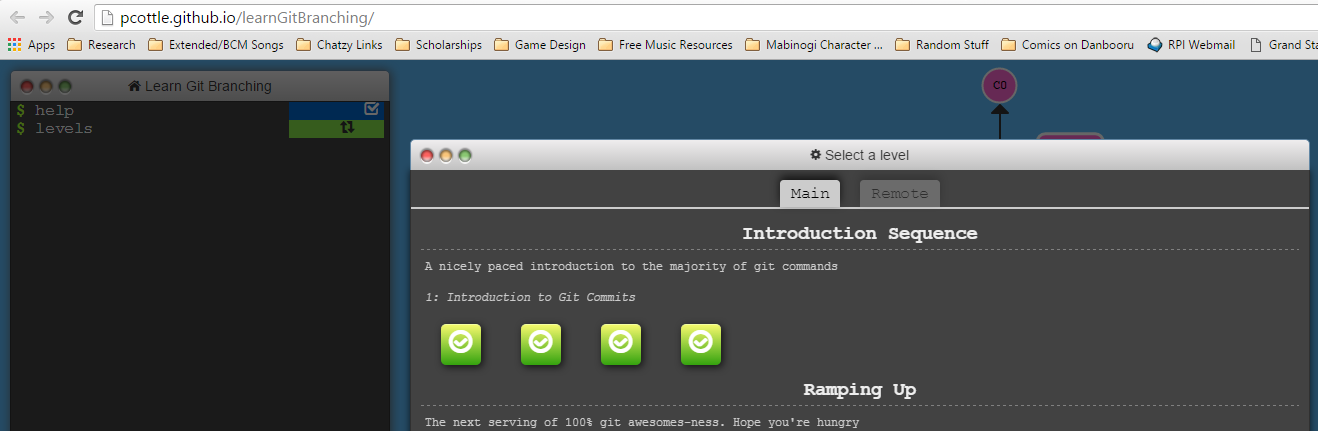 pcottle.github.io/learnGitBranching/
Apps Research Extended/BCM Songs Chatzy Links Scholarships Game Design Free Music Resources Mabinogi Character ... Random Stuff Comics on Danbooru RPI Webmail Grand Sta
Learn Git Branching
$ help
$ levels
C0
Select a level
Main Remote
Introduction Sequence
A nicely paced introduction to the majority of git commands
1: Introduction to Git Commits
Ramping Up
The next serving of 100% git awesomes-ness. Hope you're hungry